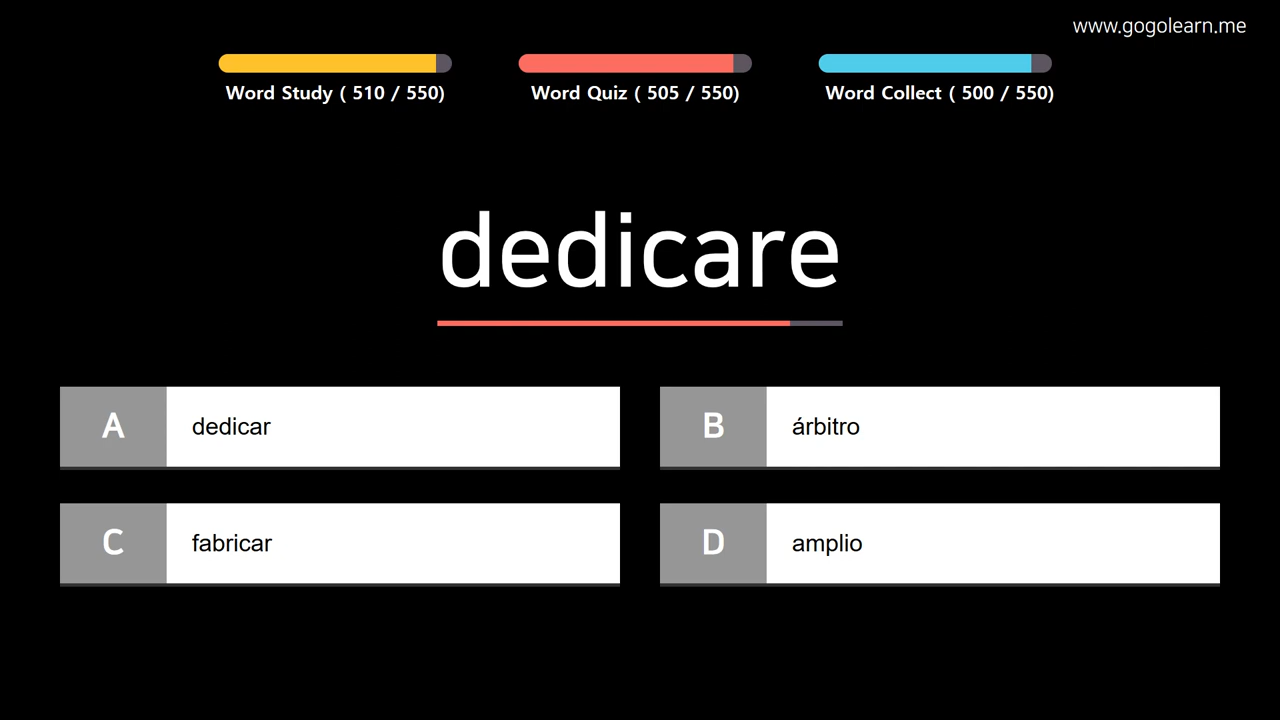 www.gogolearn.me
Word Study ( 510 / 550)
Word Quiz ( 505 / 550)
Word Collect ( 500 / 550)
dedicare
A dedicar
B árbitro
C fabricar
D amplio